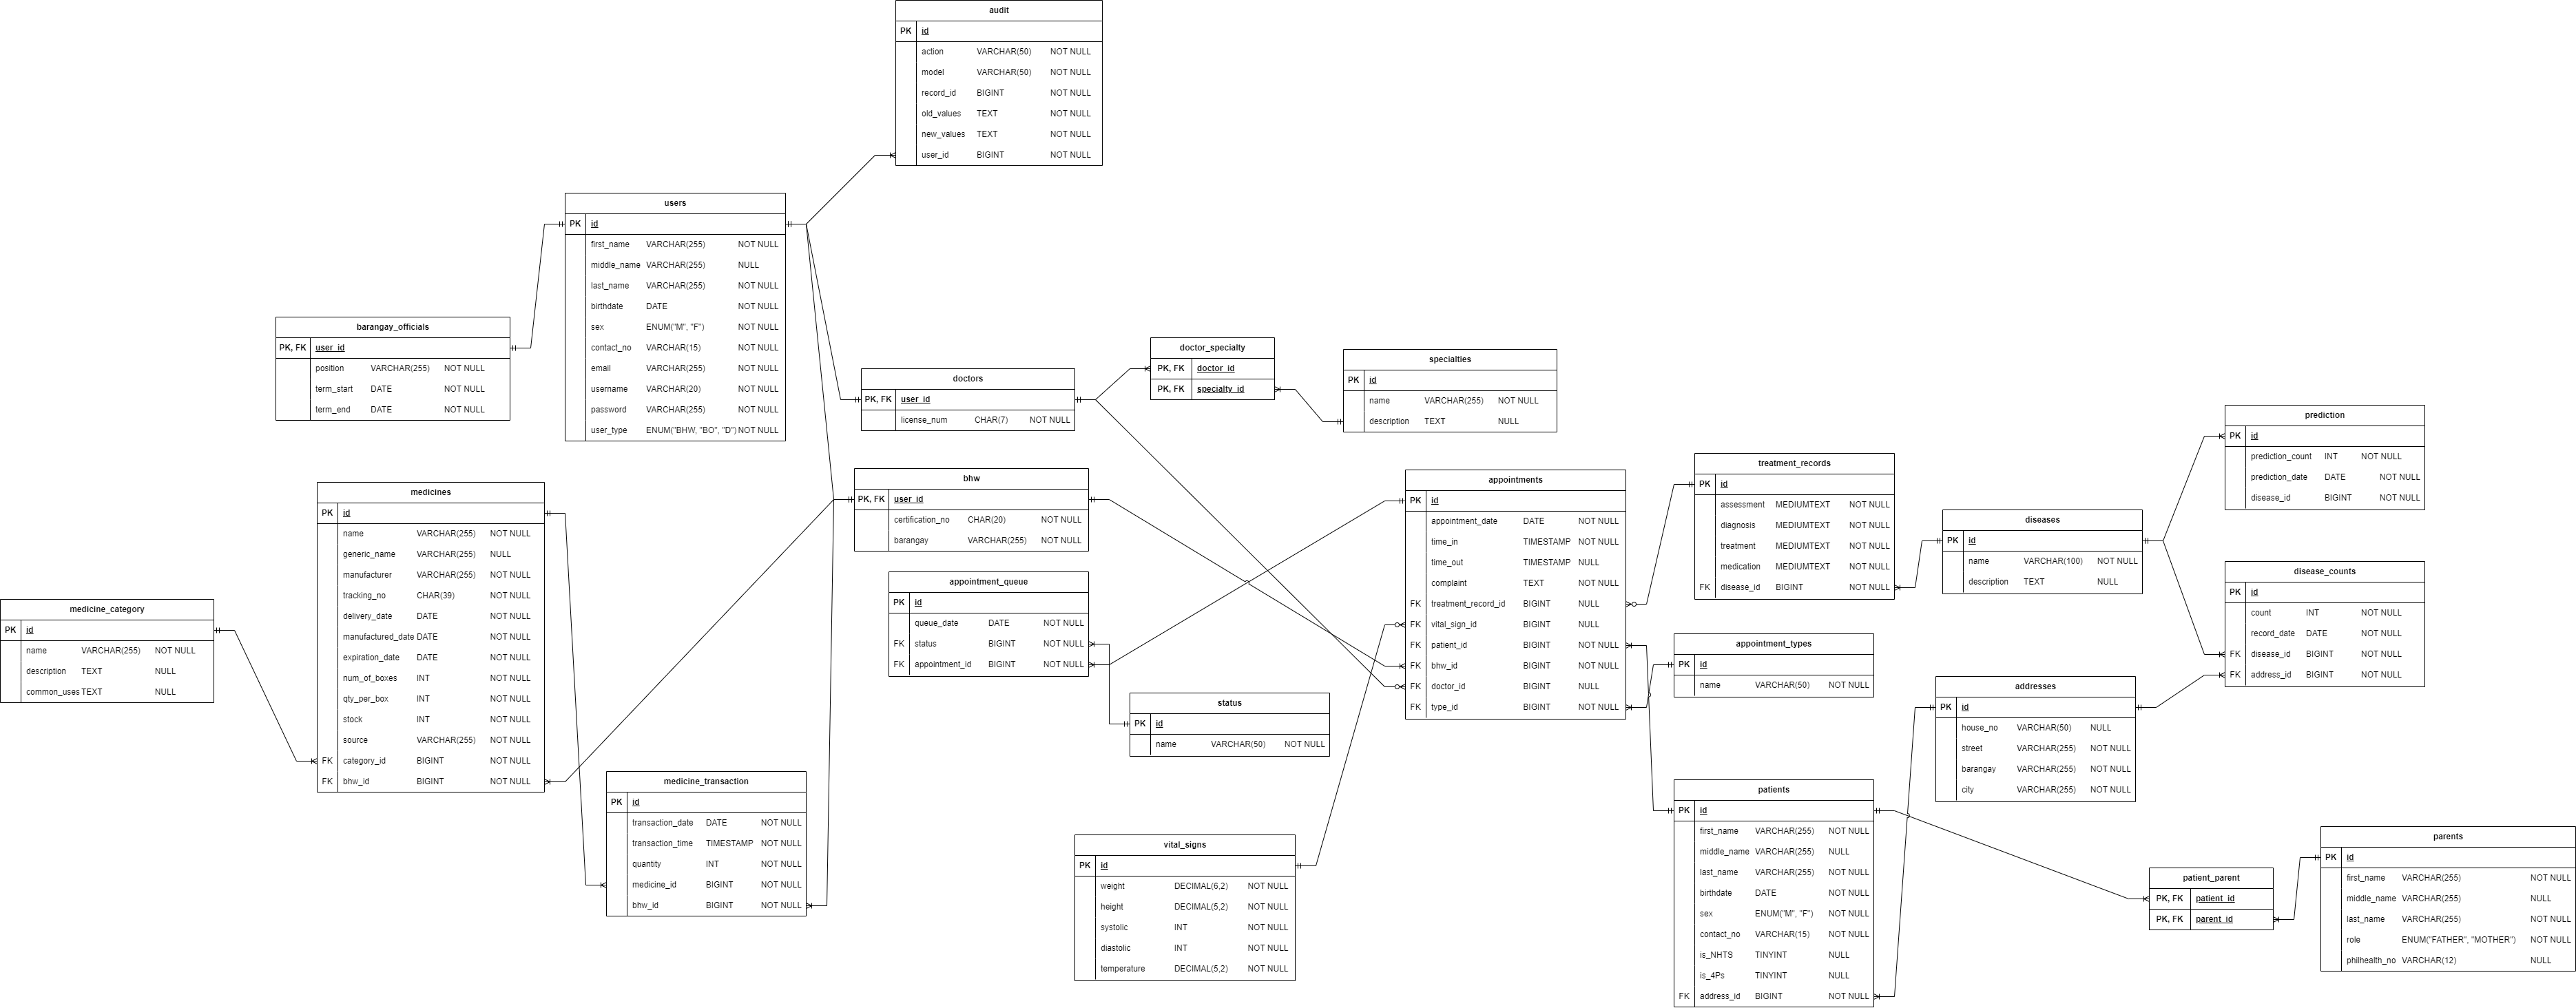 audit
PK id
action VARCHAR(50) NOT NULL
model VARCHAR(50) NOT NULL
record_id BIGINT NOT NULL
old_values TEXT NOT NULL
new_values TEXT NOT NULL
user_id BIGINT NOT NULL
users
PK id
first_name VARCHAR(255) NOT NULL
middle_name VARCHAR(255) NULL
last_name VARCHAR(255) NOT NULL
birthdate DATE NOT NULL
sex ENUM("M", "F") NOT NULL
contact_no VARCHAR(15) NOT NULL
email VARCHAR(255) NOT NULL
username VARCHAR(20) NOT NULL
password VARCHAR(255) NOT NULL
user_type ENUM("BHW, "BO", "D") NOT NULL
barangay_officials
PK, FK user_id
position VARCHAR(255) NOT NULL
term_start DATE NOT NULL
term_end DATE NOT NULL
doctors
PK, FK user_id
license_num CHAR(7) NOT NULL
doctor_specialty
PK, FK doctor_id
PK, FK specialty_id
specialties
PK id
name VARCHAR(255) NOT NULL
description TEXT NULL
bhw
PK, FK user_id
certification_no CHAR(20) NOT NULL
barangay VARCHAR(255) NOT NULL
medicines
PK id
name VARCHAR(255) NOT NULL
generic_name VARCHAR(255) NULL
manufacturer VARCHAR(255) NOT NULL
tracking_no CHAR(39) NOT NULL
delivery_date DATE NOT NULL
manufactured_date DATE NOT NULL
expiration_date DATE NOT NULL
num_of_boxes INT NOT NULL
qty_per_box INT NOT NULL
stock INT NOT NULL
source VARCHAR(255) NOT NULL
FK category_id BIGINT NOT NULL
FK bhw_id BIGINT NOT NULL
medicine_category
PK id
name VARCHAR(255) NOT NULL
description TEXT NULL
common_uses TEXT NULL
medicine_transaction
PK id
transaction_date DATE NOT NULL
transaction_time TIMESTAMP NOT NULL
quantity INT NOT NULL
medicine_id BIGINT NOT NULL
bhw_id BIGINT NOT NULL
appointment_queue
PK id
queue_date DATE NOT NULL
FK status BIGINT NOT NULL
FK appointment_id BIGINT NOT NULL
status
PK id
name VARCHAR(50) NOT NULL
vital_signs
PK id
weight DECIMAL(6,2) NOT NULL
height DECIMAL(5,2) NOT NULL
systolic INT NOT NULL
diastolic INT NOT NULL
temperature DECIMAL(5,2) NOT NULL
appointments
PK id
appointment_date DATE NOT NULL
time_in TIMESTAMP NOT NULL
time_out TIMESTAMP NULL
complaint TEXT NOT NULL
FK treatment_record_id BIGINT NULL
FK vital_sign_id BIGINT NULL
FK patient_id BIGINT NOT NULL
FK bhw_id BIGINT NOT NULL
FK doctor_id BIGINT NULL
FK type_id BIGINT NOT NULL
treatment_records
PK id
assessment MEDIUMTEXT NOT NULL
diagnosis MEDIUMTEXT NOT NULL
treatment MEDIUMTEXT NOT NULL
medication MEDIUMTEXT NOT NULL
FK disease_id BIGINT NOT NULL
appointment_types
PK id
name VARCHAR(50) NOT NULL
patients
PK id
first_name VARCHAR(255) NOT NULL
middle_name VARCHAR(255) NULL
last_name VARCHAR(255) NOT NULL
birthdate DATE NOT NULL
sex ENUM("M", "F") NOT NULL
contact_no VARCHAR(15) NOT NULL
is_NHTS TINYINT NULL
is_4Ps TINYINT NULL
FK address_id BIGINT NOT NULL
diseases
PK id
name VARCHAR(100) NOT NULL
description TEXT NULL
addresses
PK id
house_no VARCHAR(50) NULL
street VARCHAR(255) NOT NULL
barangay VARCHAR(255) NOT NULL
city VARCHAR(255) NOT NULL
prediction
PK id
prediction_count INT NOT NULL
prediction_date DATE NOT NULL
disease_id BIGINT NOT NULL
disease_counts
PK id
count INT NOT NULL
record_date DATE NOT NULL
FK disease_id BIGINT NOT NULL
FK address_id BIGINT NOT NULL
patient_parent
PK, FK patient_id
PK, FK parent_id
parents
PK id
first_name VARCHAR(255) NOT NULL
middle_name VARCHAR(255) NULL
last_name VARCHAR(255) NOT NULL
role ENUM("FATHER", "MOTHER") NOT NULL
philhealth_no VARCHAR(12) NULL